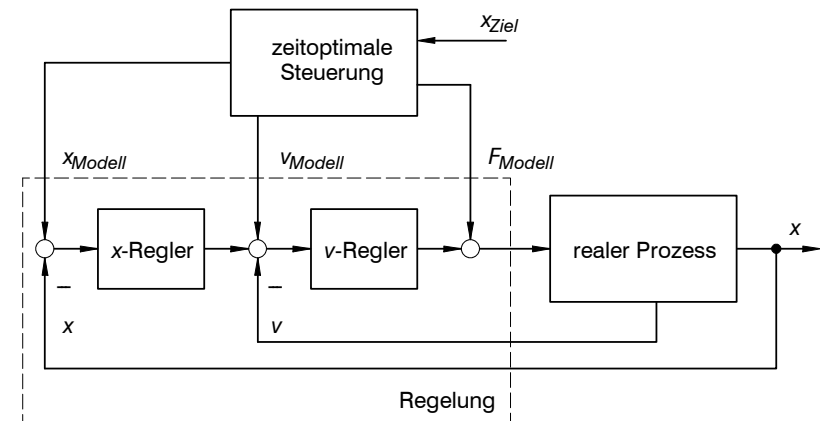 x_Ziel
zeitoptimale
Steuerung
x_Modell
v_Modell
F_Modell
x-Regler
v-Regler
realer Prozess
x
–
–
x
v
Regelung